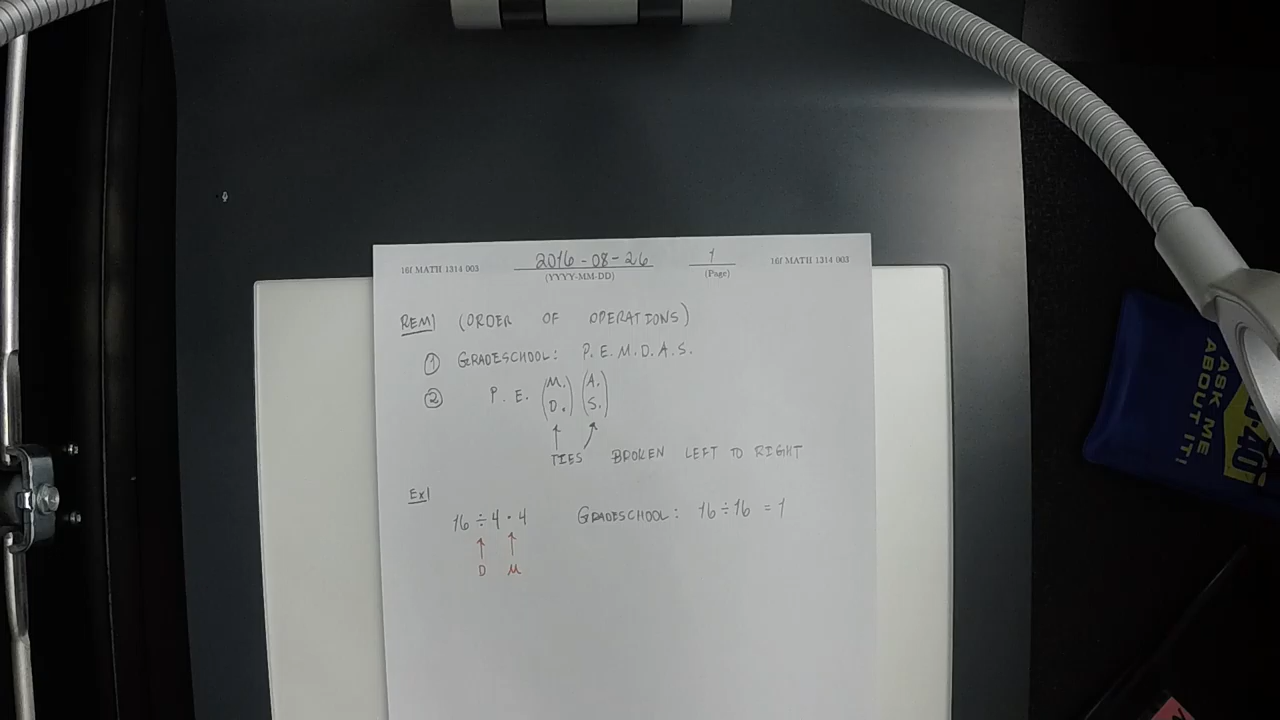 16f MATH 1314 003 2016-08-26 1 16f MATH 1314 003
(YYYY-MM-DD) (Page)
REM| (ORDER OF OPERATIONS)
① GRADESCHOOL: P.E.M.D.A.S.
② P. E. (M. D.) (A. S.)
TIES BROKEN LEFT TO RIGHT
Ex|
16 ÷ 4 · 4 GRADESCHOOL: 16 ÷ 16 = 1
D M
ASK ME
ABOUT IT!